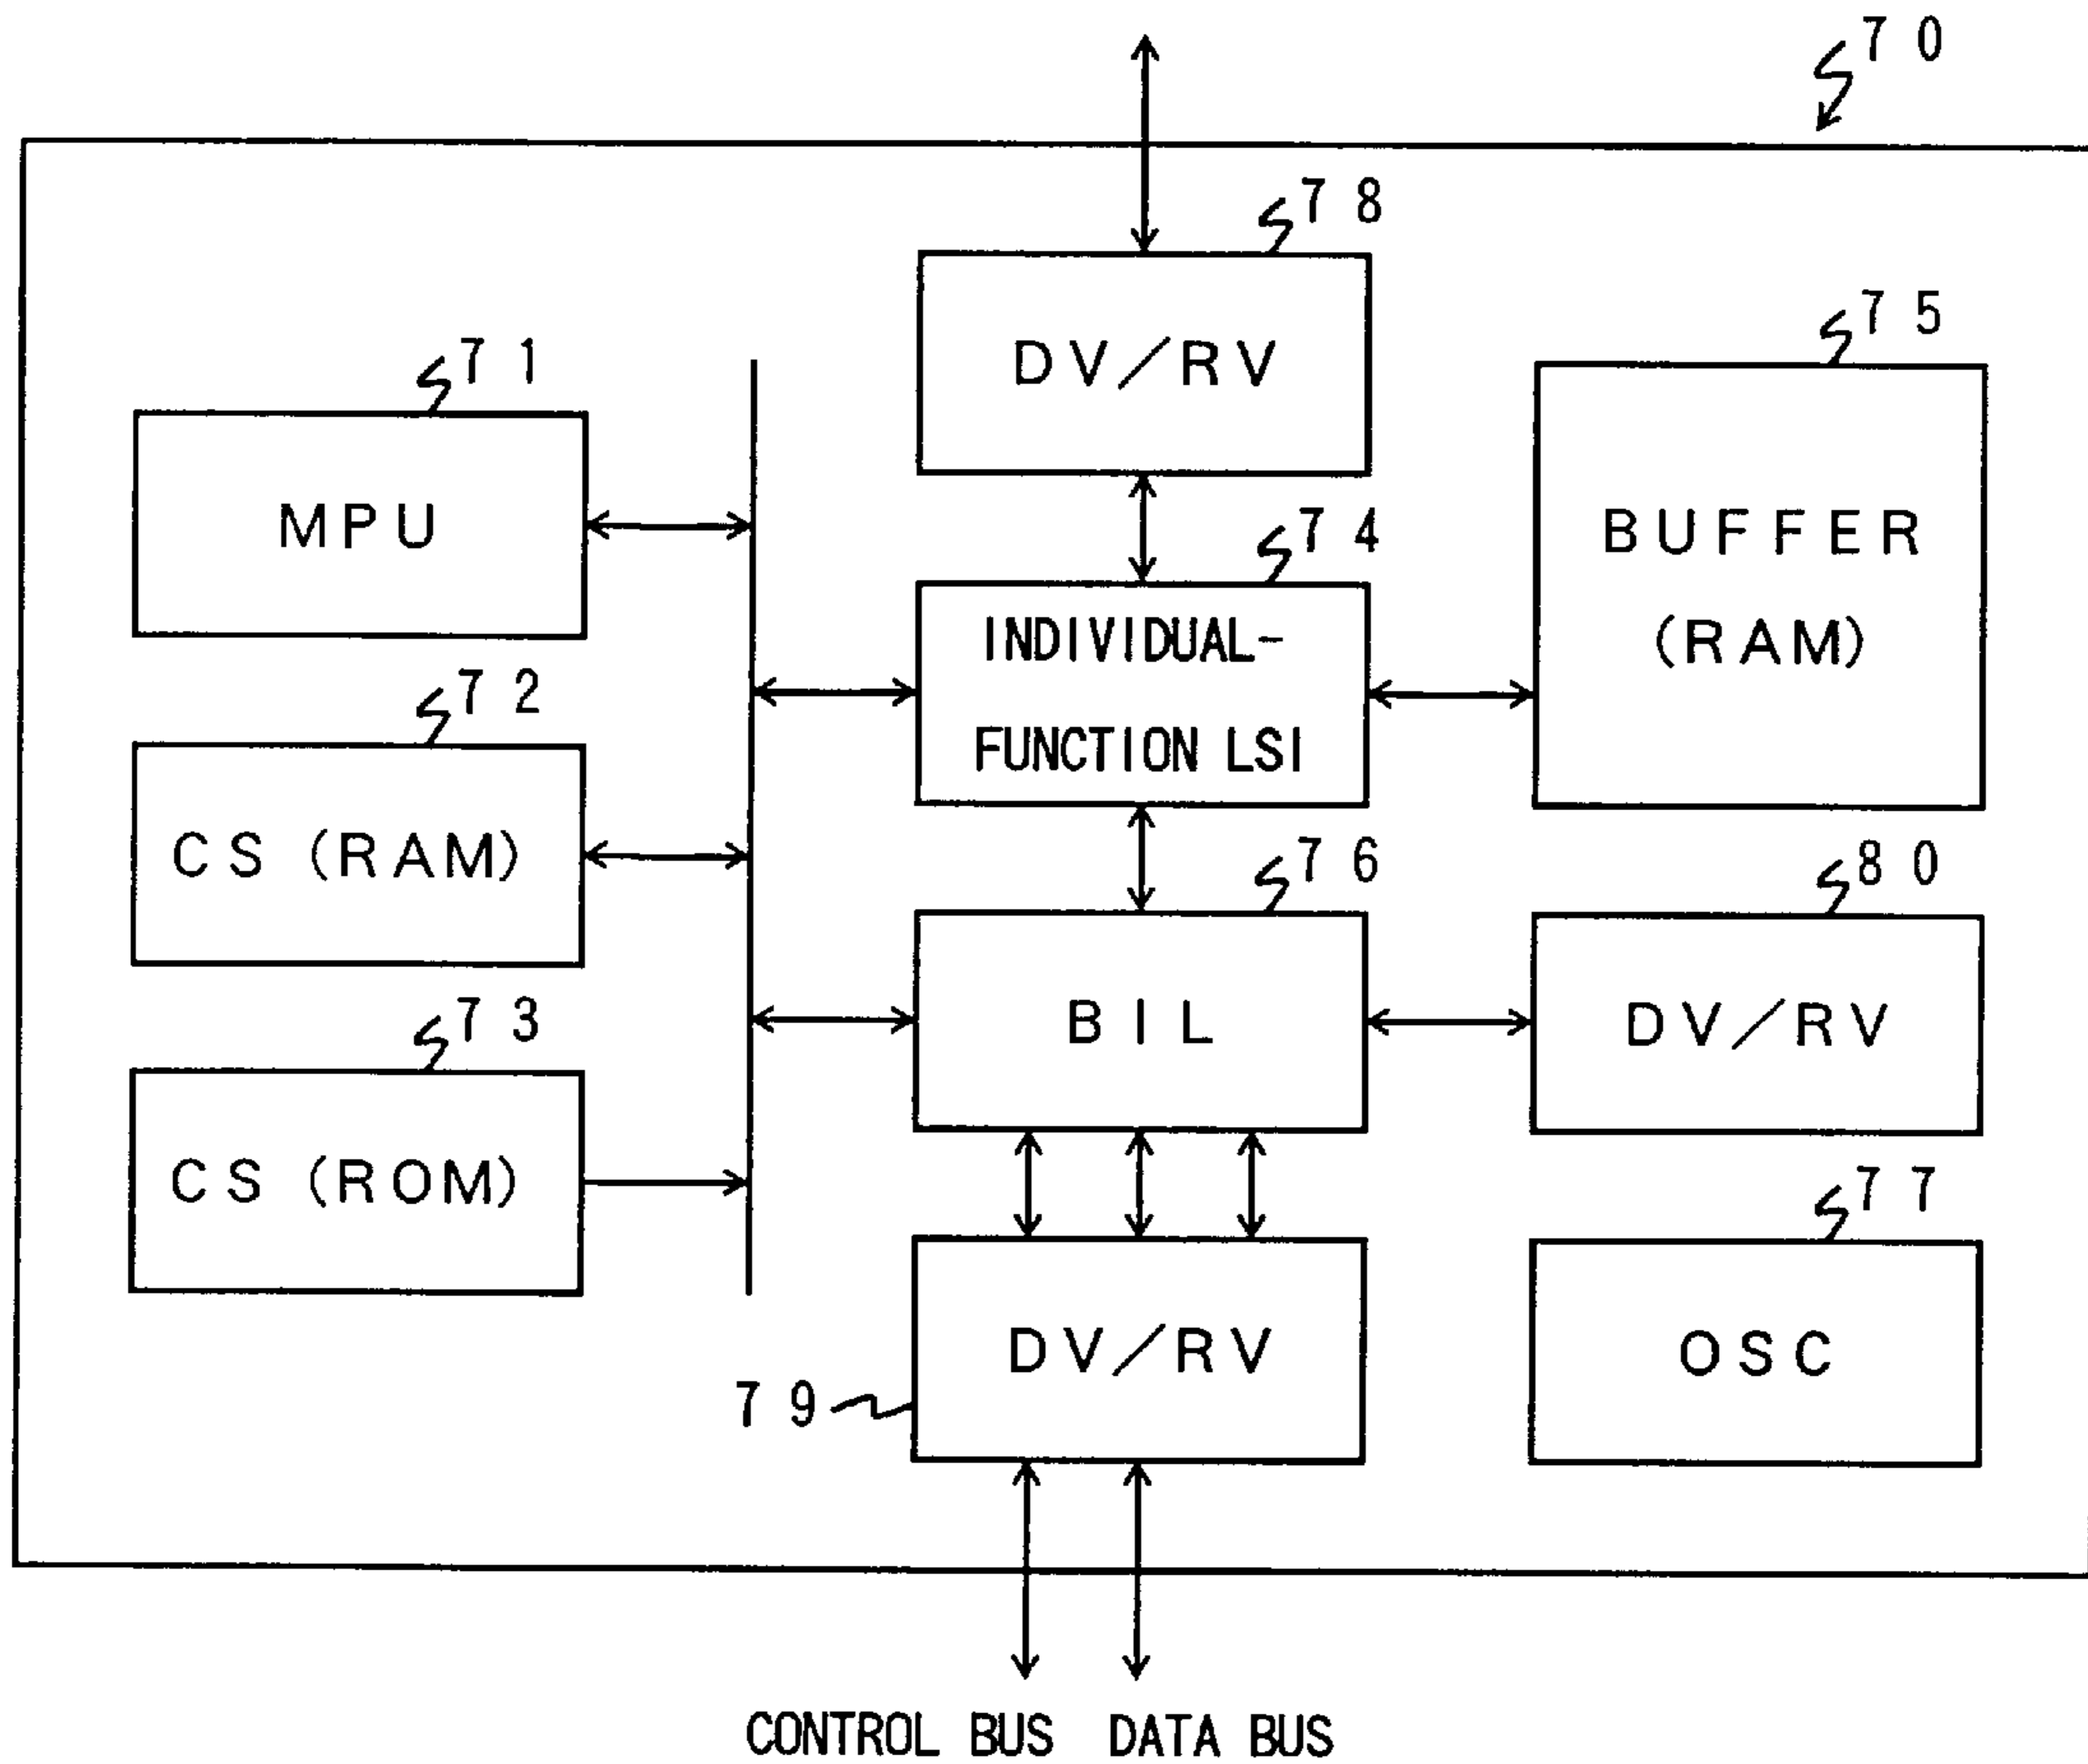 70
78
DV/RV
75
71
MPU
74
BUFFER
(RAM)
INDIVIDUAL-
FUNCTION LSI
72
CS (RAM)
76
80
BIL
DV/RV
73
CS (ROM)
77
DV/RV
OSC
79
CONTROL BUS DATA BUS